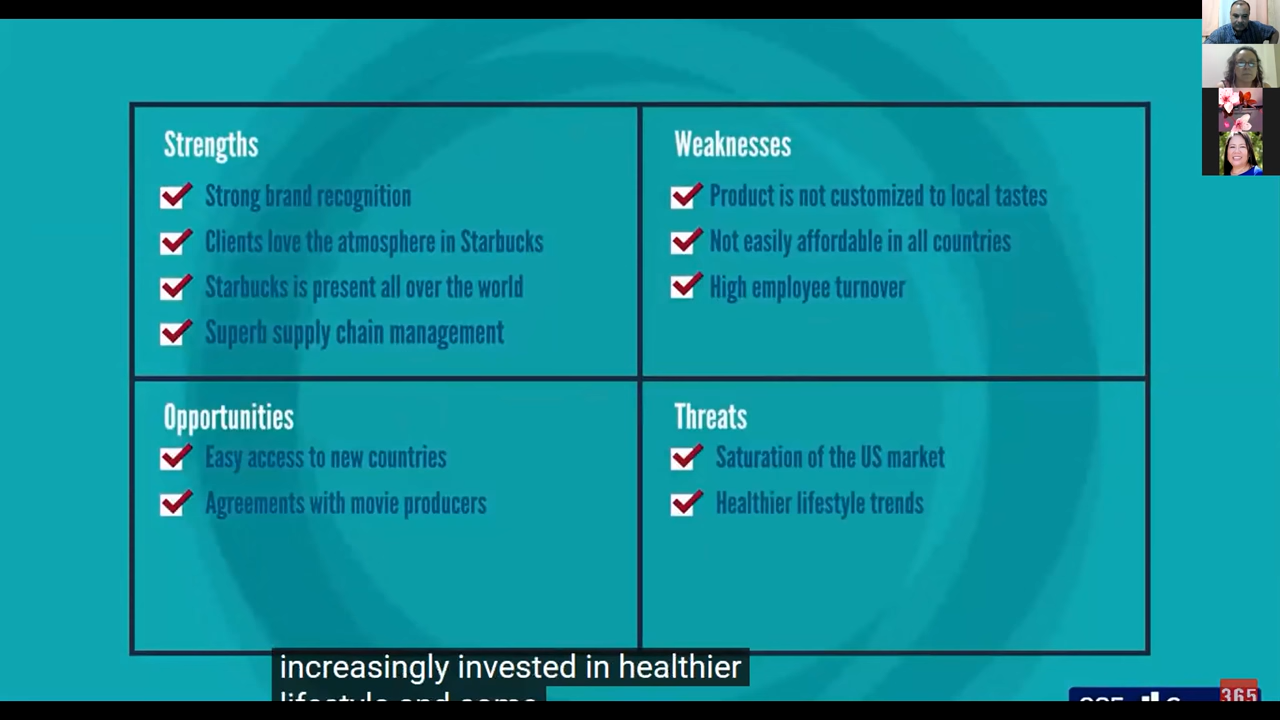 Strengths
Strong brand recognition
Clients love the atmosphere in Starbucks
Starbucks is present all over the world
Superb supply chain management
Weaknesses
Product is not customized to local tastes
Not easily affordable in all countries
High employee turnover
Opportunities
Easy access to new countries
Agreements with movie producers
Threats
Saturation of the US market
Healthier lifestyle trends
increasingly invested in healthier
lifestyle and some
365